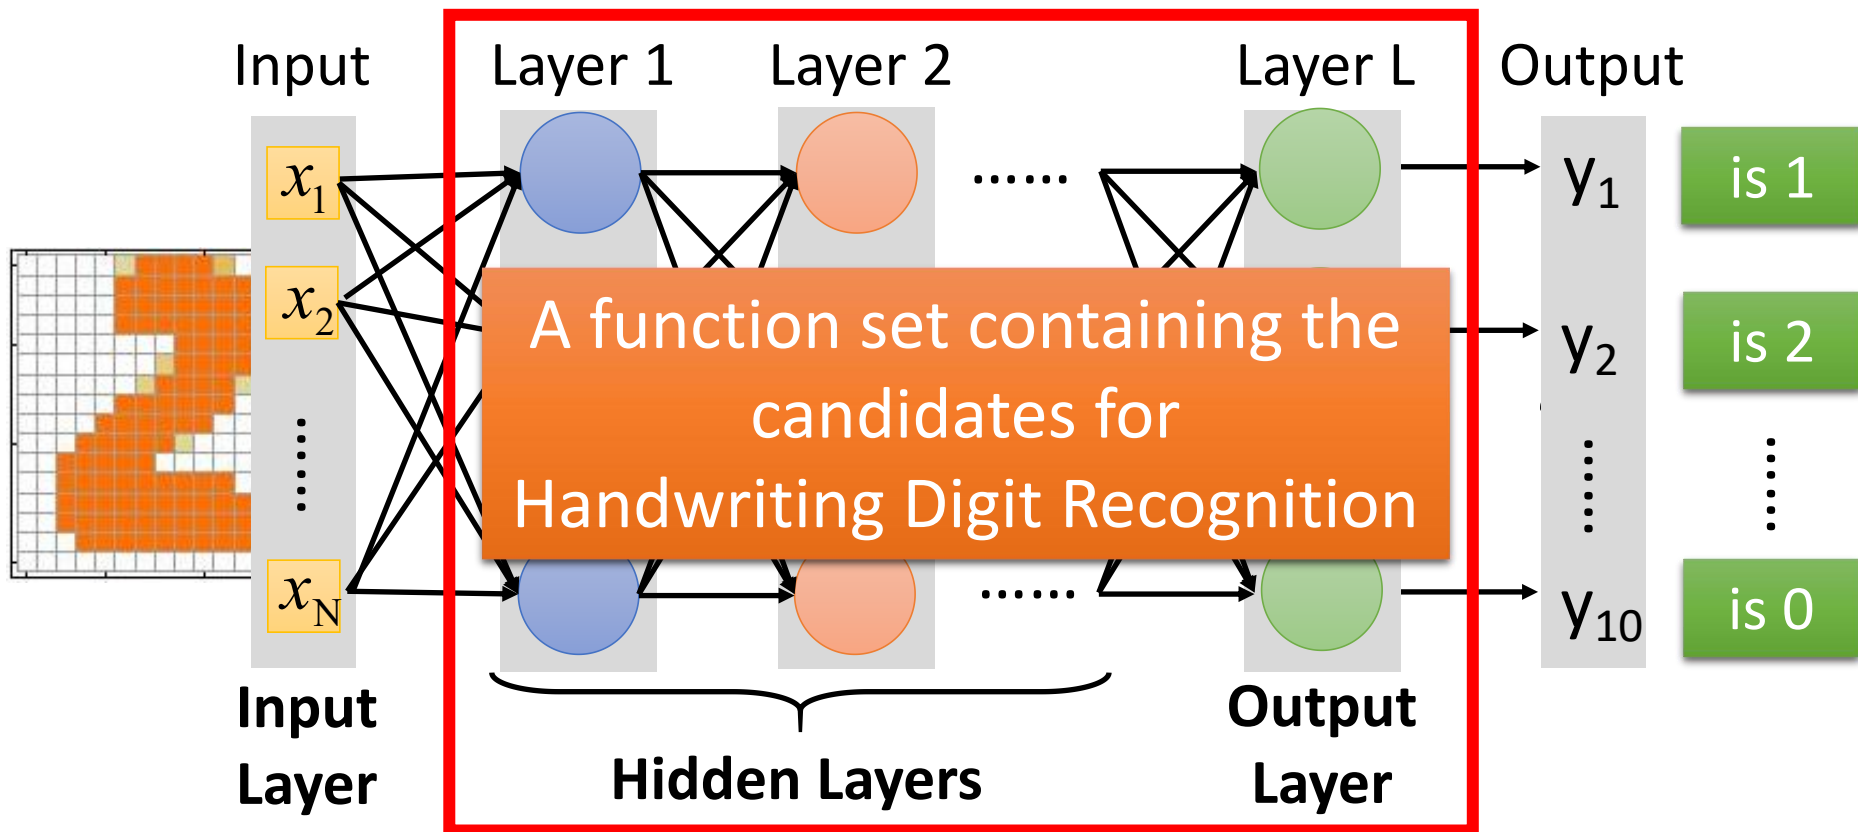 Input
Layer 1
Layer 2
Layer L
Output
x₁
x₂
……
x_N
A function set containing the
candidates for
Handwriting Digit Recognition
……
……
y₁
y₂
……
y₁₀
is 1
is 2
……
is 0
Input
Layer
Hidden Layers
Output
Layer